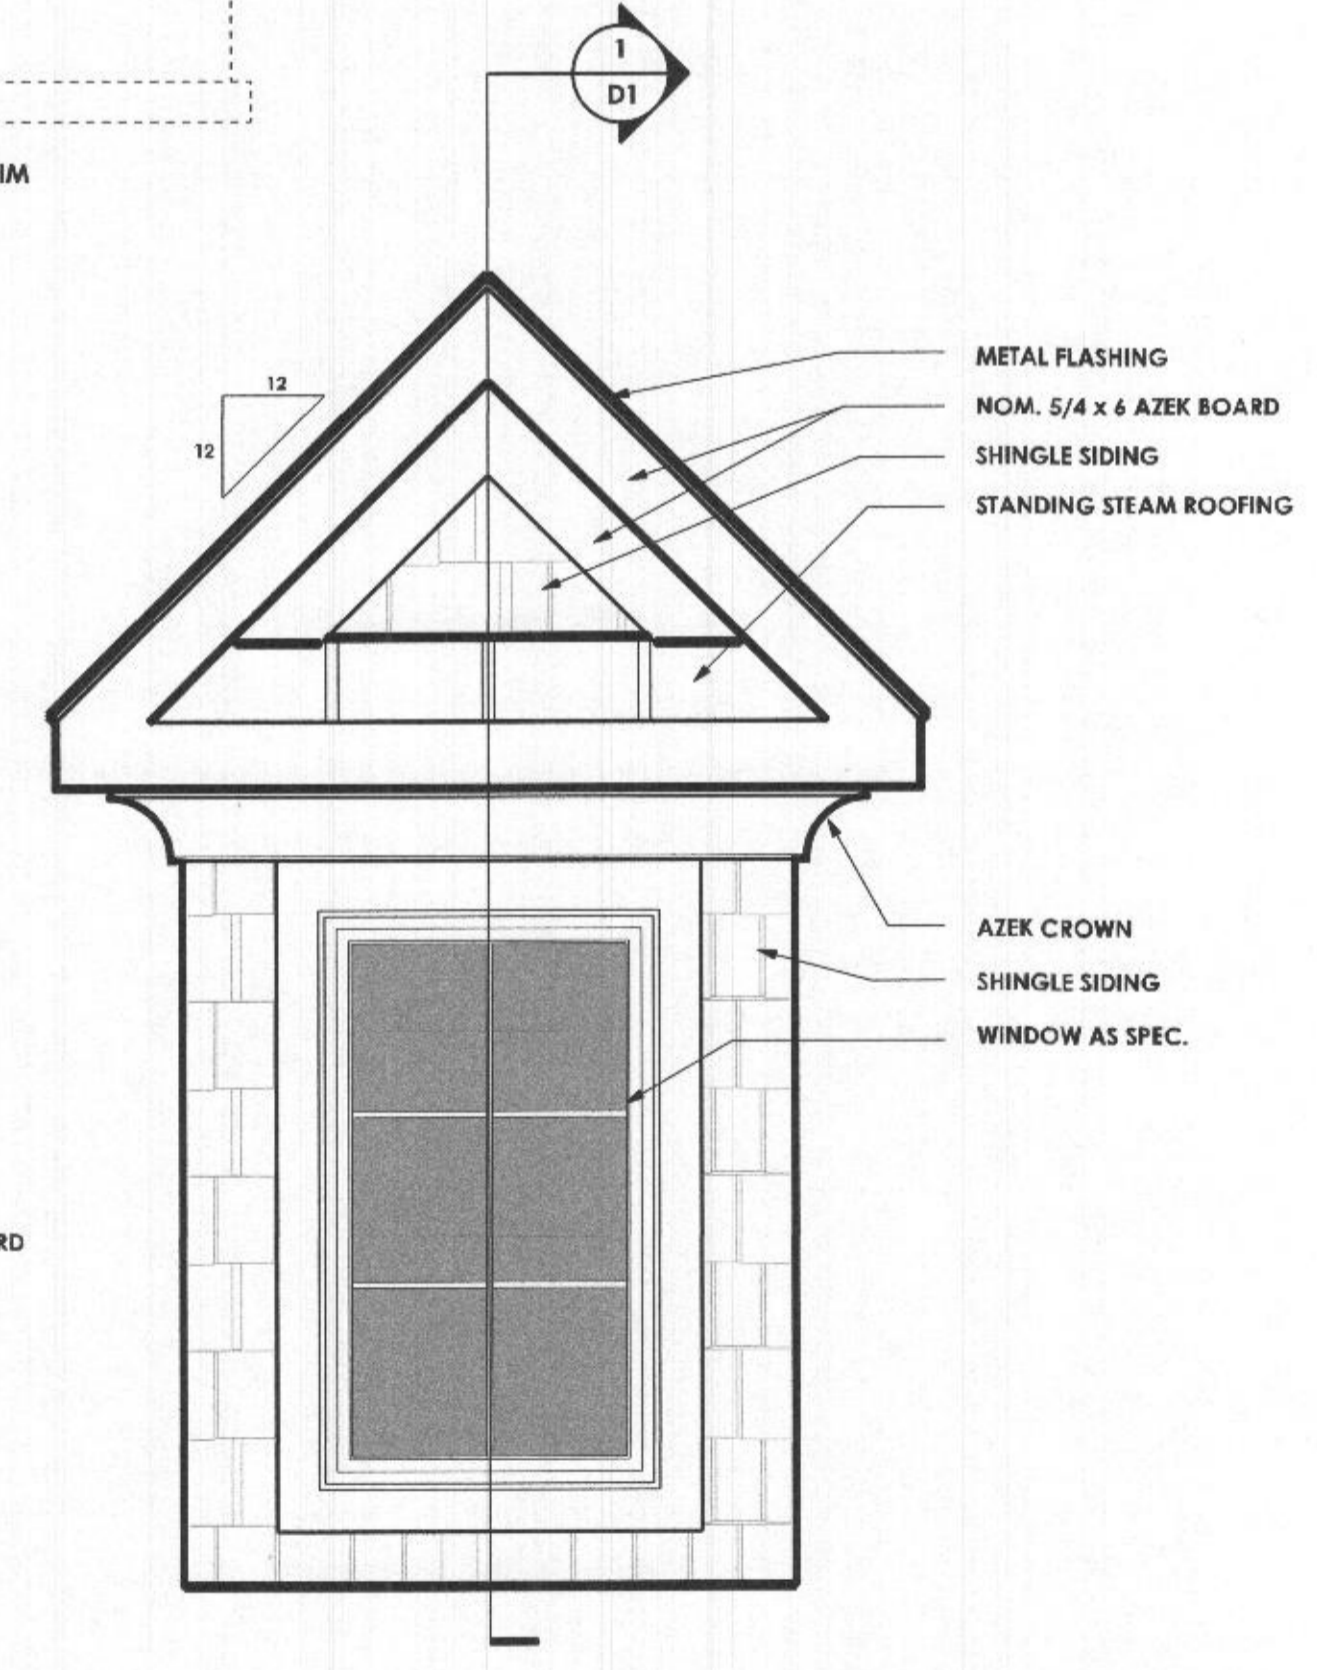 1
D1
IM
12
12
METAL FLASHING
NOM. 5/4 x 6 AZEK BOARD
SHINGLE SIDING
STANDING STEAM ROOFING
AZEK CROWN
SHINGLE SIDING
WINDOW AS SPEC.
RD